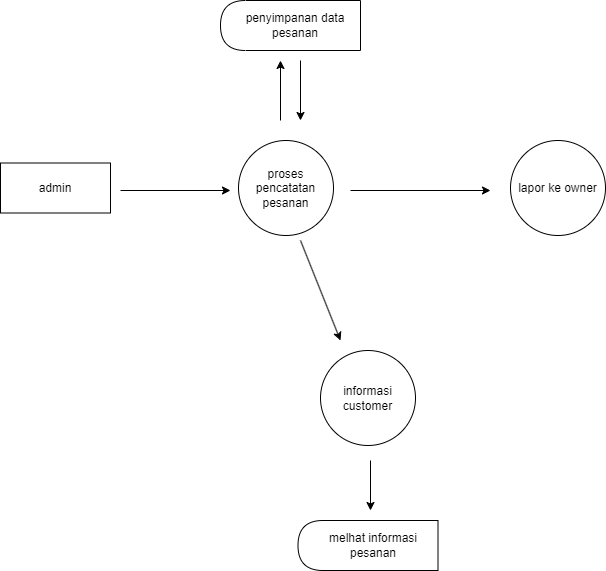 penyimpanan data
pesanan
admin
proses
pencatatan
pesanan
lapor ke owner
informasi
customer
melhat informasi
pesanan